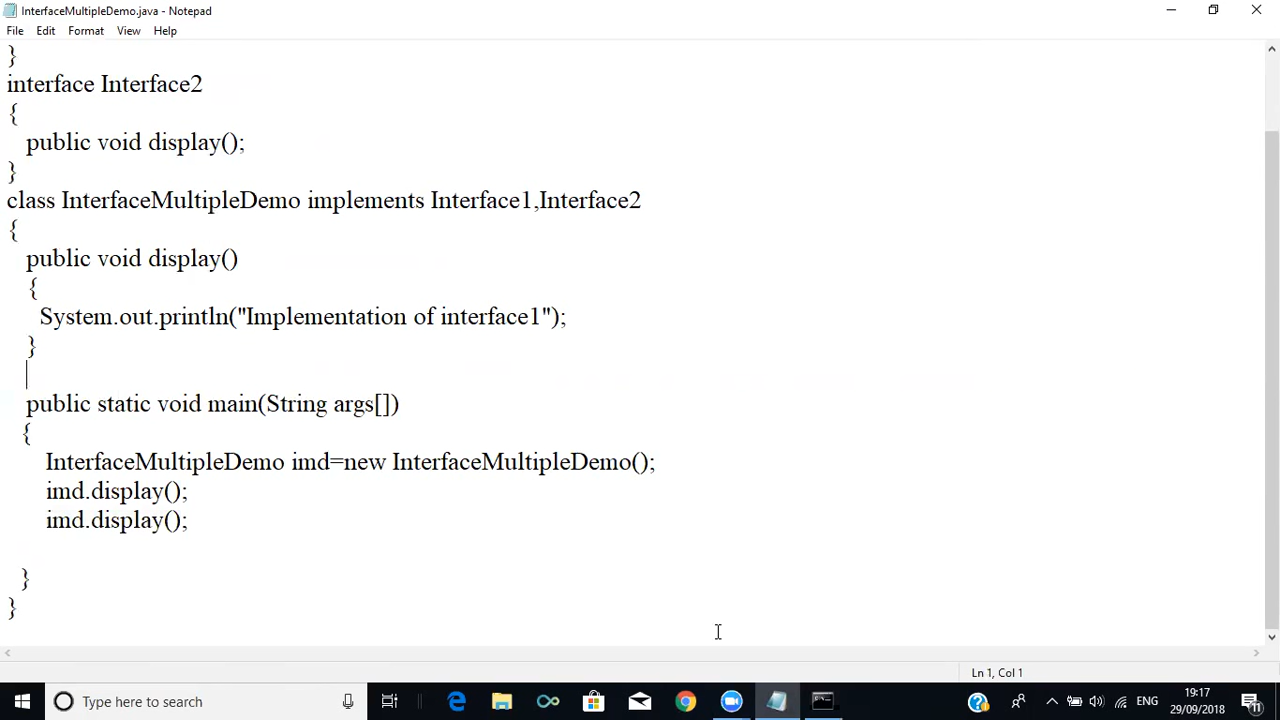 InterfaceMultipleDemo.java - Notepad
File Edit Format View Help
}
interface Interface2
{
public void display();
}
class InterfaceMultipleDemo implements Interface1,Interface2
{
public void display()
{
System.out.println("Implementation of interface1");
}
public static void main(String args[])
{
InterfaceMultipleDemo imd=new InterfaceMultipleDemo();
imd.display();
imd.display();
}
}
Ln 1, Col 1
Type here to search
ENG
19:17
29/09/2018
11